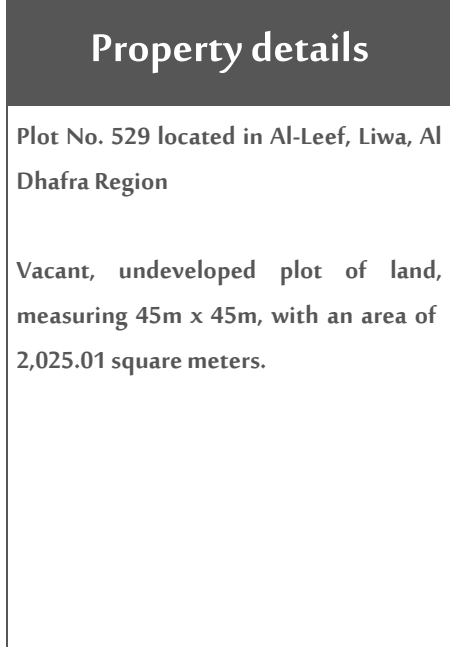 Property details
Plot No. 529 located in Al-Leef, Liwa, Al
Dhafra Region
Vacant, undeveloped plot of land,
measuring 45m x 45m, with an area of
2,025.01 square meters.